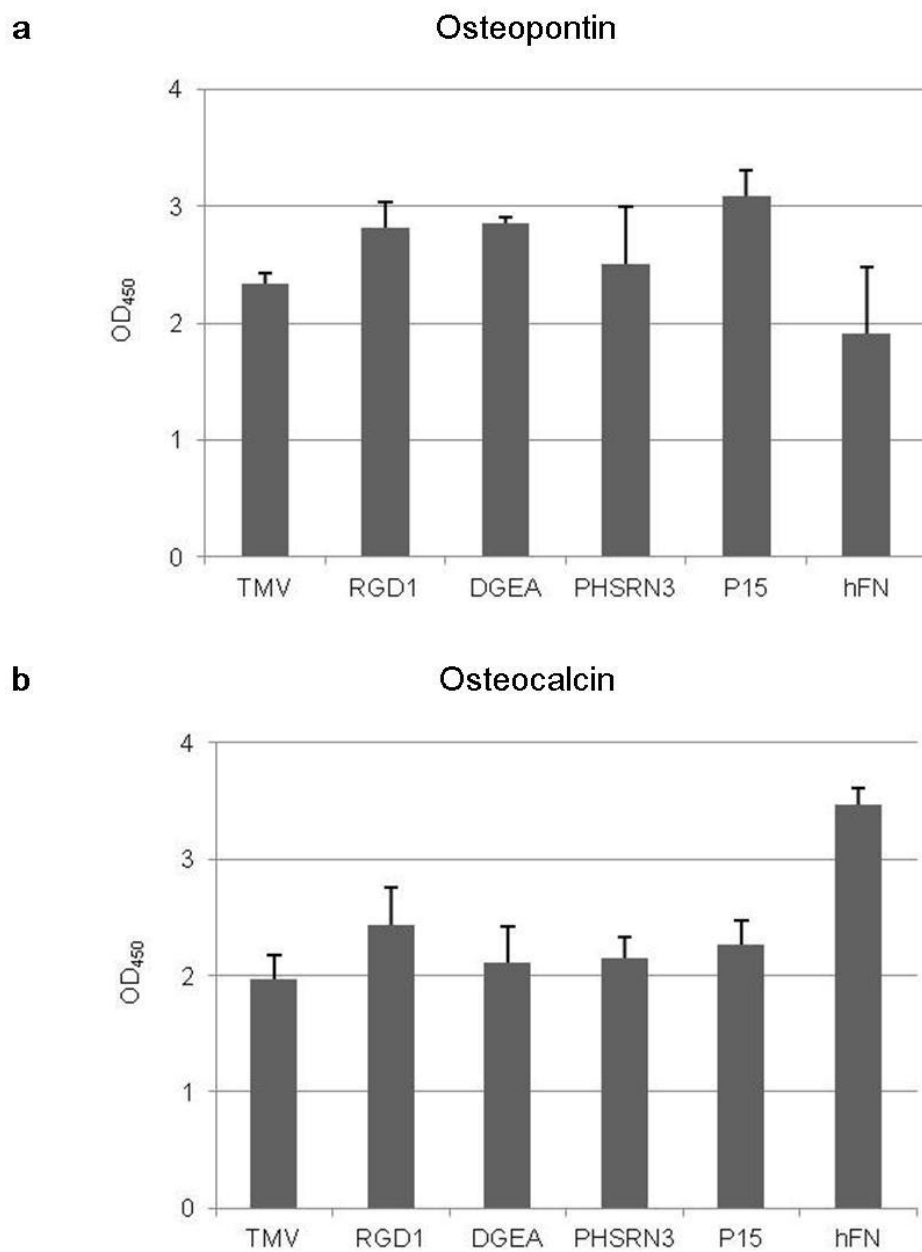 a Osteopontin
4
3
2
1
0
OD450
TMV RGD1 DGEA PHSRN3 P15 hFN
b Osteocalcin
4
3
2
1
0
OD450
TMV RGD1 DGEA PHSRN3 P15 hFN